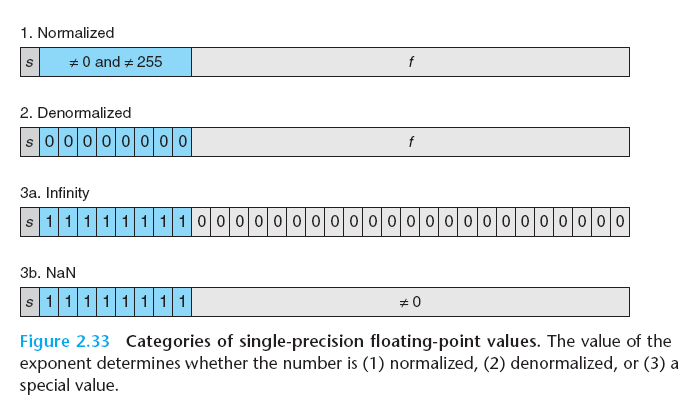 1. Normalized
s ≠ 0 and ≠ 255 f
2. Denormalized
s 0 0 0 0 0 0 0 0 f
3a. Infinity
s 1 1 1 1 1 1 1 1 0 0 0 0 0 0 0 0 0 0 0 0 0 0 0 0 0 0 0 0 0 0 0
3b. NaN
s 1 1 1 1 1 1 1 1 ≠ 0
Figure 2.33 Categories of single-precision floating-point values. The value of the
exponent determines whether the number is (1) normalized, (2) denormalized, or (3) a
special value.